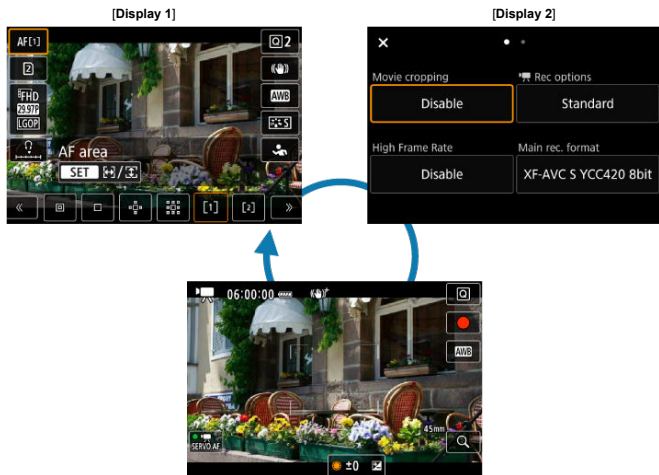 [Display 1]
AF[1]
Q 2
2
FHD
29.97P
LGOP
AWB
S
AF area
SET /
[1] [2]
[Display 2]
Movie cropping
Disable
Rec options
Standard
High Frame Rate
Disable
Main rec. format
XF-AVC S YCC420 8bit
06:00:00
Q
AWB
SERVO AF
45mm
±0